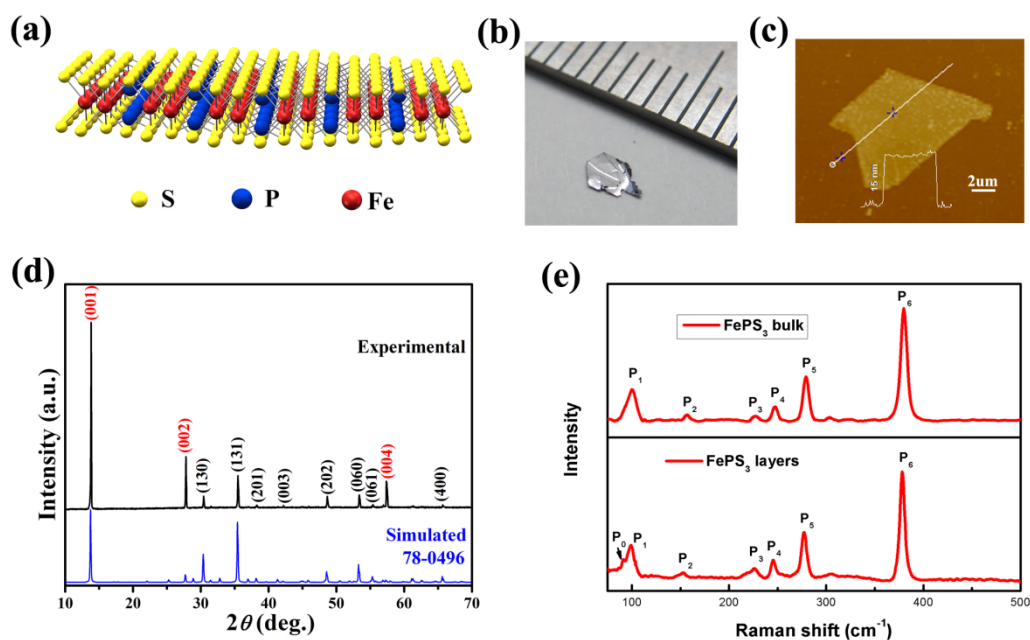 (a)
S
P
Fe
(b)
(c)
15 nm
2um
(d)
Intensity (a.u.)
(001)
(002)
(130)
(131)
(201)
(003)
(202)
(060)
(061)
(004)
(400)
Experimental
Simulated
78-0496
10
20
30
40
50
60
70
2θ (deg.)
(e)
Intensity
FePS₃ bulk
P₁
P₂
P₃
P₄
P₅
P₆
FePS₃ layers
P₀
P₁
P₂
P₃
P₄
P₅
P₆
100
200
300
400
500
Raman shift (cm⁻¹)